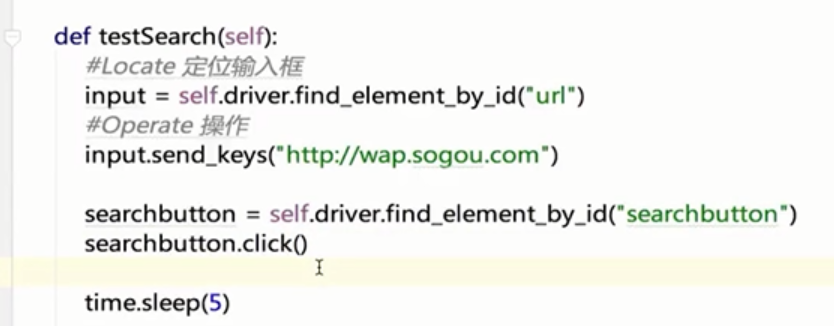 def testSearch(self):
#Locate 定位输入框
input = self.driver.find_element_by_id("url")
#Operate 操作
input.send_keys("http://wap.sogou.com")
searchbutton = self.driver.find_element_by_id("searchbutton")
searchbutton.click()
time.sleep(5)